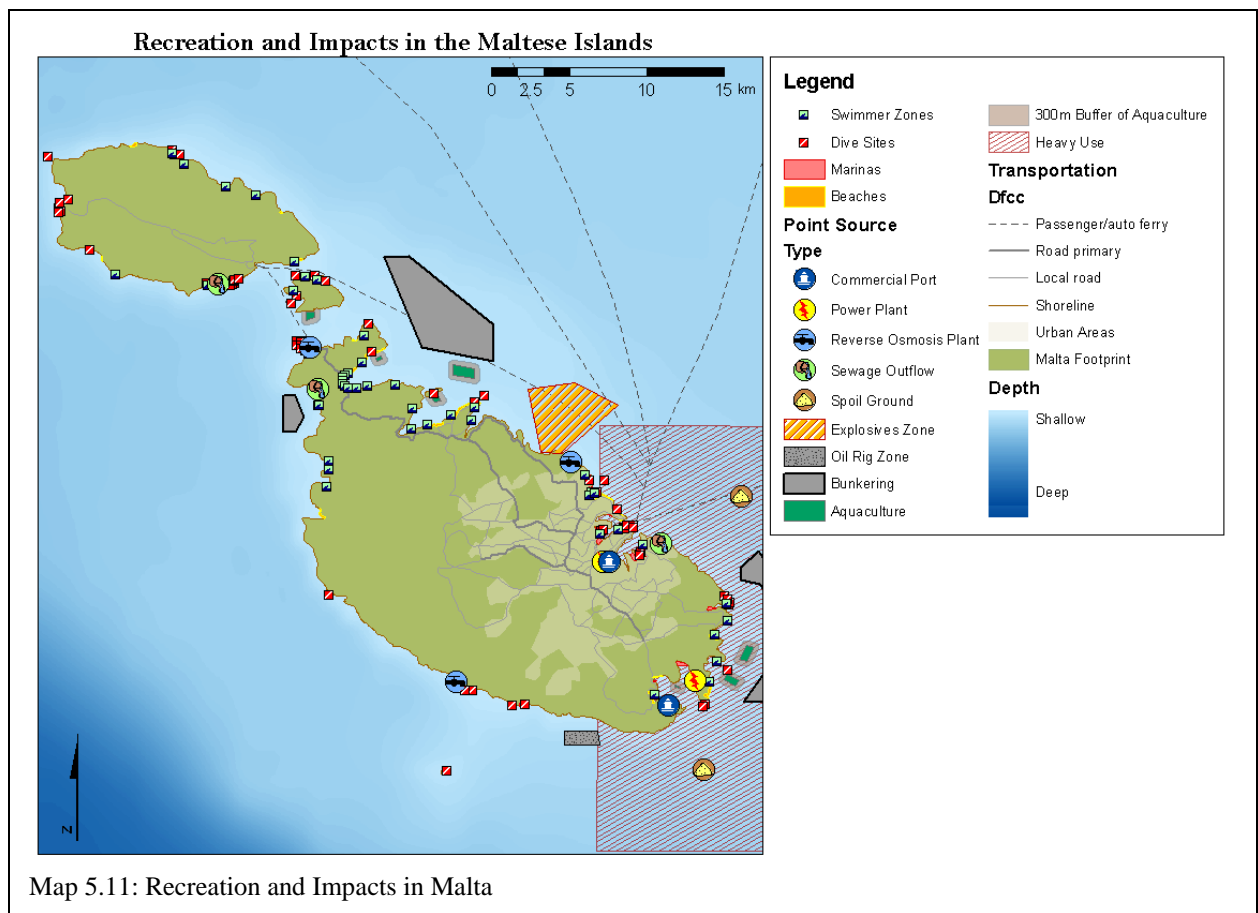 Recreation and Impacts in the Maltese Islands
0 2.5 5 10 15 km
N
Legend
Swimmer Zones
Dive Sites
Marinas
Beaches
Point Source
Type
Commercial Port
Power Plant
Reverse Osmosis Plant
Sewage Outflow
Spoil Ground
Explosives Zone
Oil Rig Zone
Bunkering
Aquaculture
300m Buffer of Aquaculture
Heavy Use
Transportation
Dfcc
Passenger/auto ferry
Road primary
Local road
Shoreline
Urban Areas
Malta Footprint
Depth
Shallow
Deep
Map 5.11: Recreation and Impacts in Malta